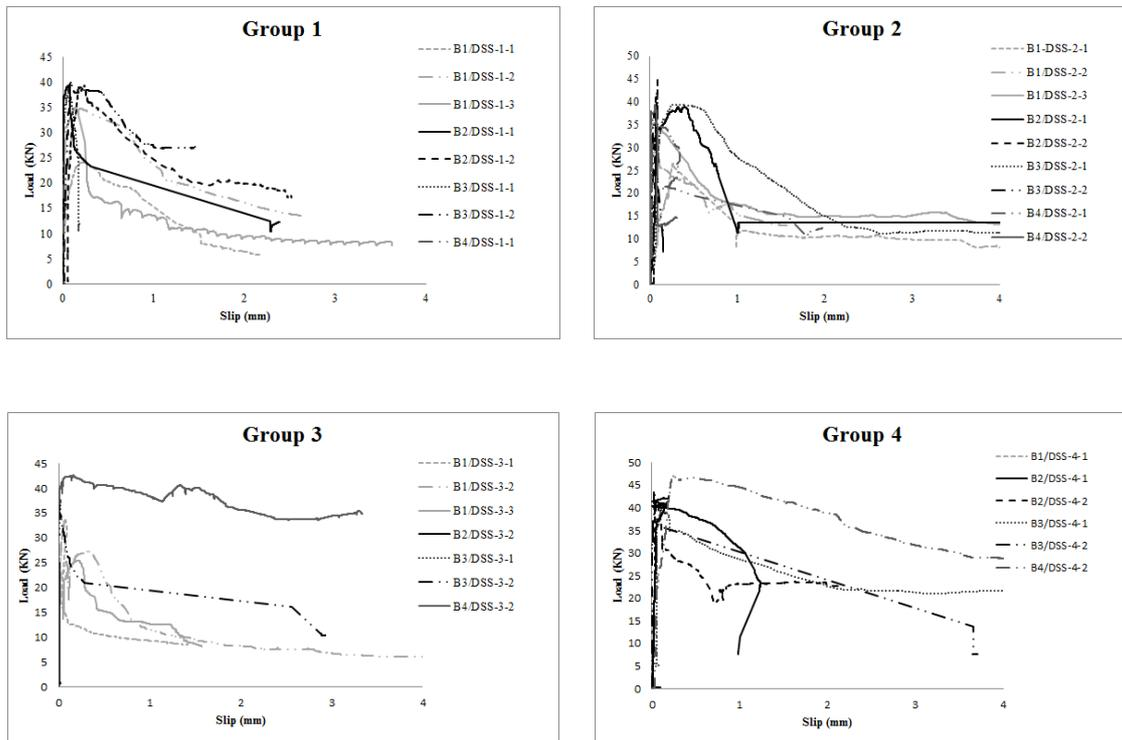 Group 1
45
40
35
30
25
20
15
10
5
0
Load (KN)
0 1 2 3 4
Slip (mm)
B1/DSS-1-1
B1/DSS-1-2
B1/DSS-1-3
B2/DSS-1-1
B2/DSS-1-2
B3/DSS-1-1
B3/DSS-1-2
B4/DSS-1-1
Group 2
50
45
40
35
30
25
20
15
10
5
0
Load (KN)
0 1 2 3 4
Slip (mm)
B1-DSS-2-1
B1/DSS-2-2
B1/DSS-2-3
B2/DSS-2-1
B2/DSS-2-2
B3/DSS-2-1
B3/DSS-2-2
B4/DSS-2-1
B4/DSS-2-2
Group 3
45
40
35
30
25
20
15
10
5
0
Load (KN)
0 1 2 3 4
Slip (mm)
B1/DSS-3-1
B1/DSS-3-2
B1/DSS-3-3
B2/DSS-3-2
B3/DSS-3-1
B3/DSS-3-2
B4/DSS-3-2
Group 4
50
45
40
35
30
25
20
15
10
5
0
Load (KN)
0 1 2 3 4
Slip (mm)
B1/DSS-4-1
B2/DSS-4-1
B2/DSS-4-2
B3/DSS-4-1
B3/DSS-4-2
B4/DSS-4-2